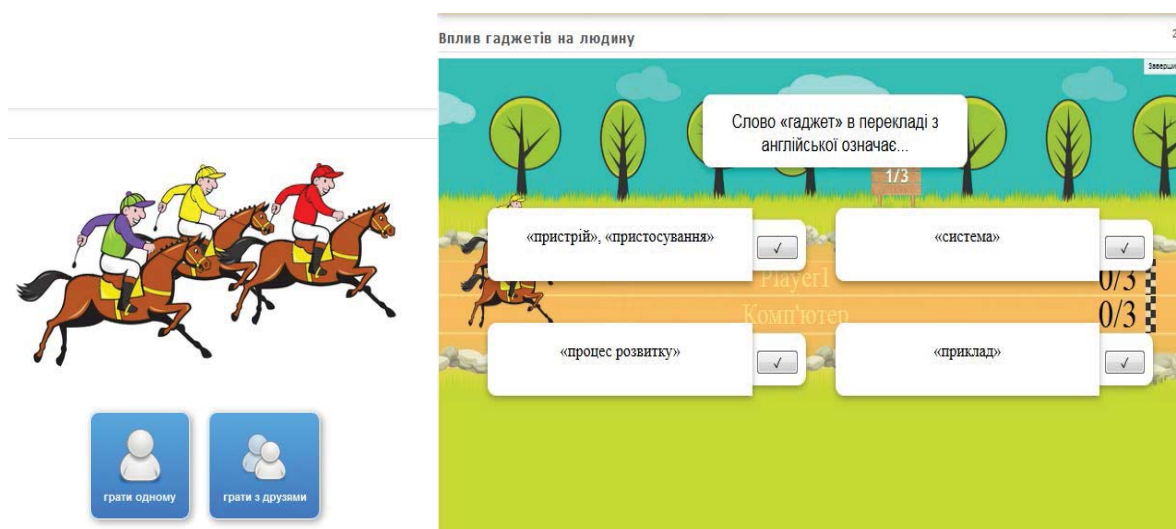 Вплив гаджетів на людину
2
Слово «гаджет» в перекладі з
англійської означає...
1/3
«пристрій», «пристосування»
✓
«система»
✓
Player1
0/3
Комп'ютер
0/3
«процес розвитку»
✓
«приклад»
✓
грати одному
грати з друзями